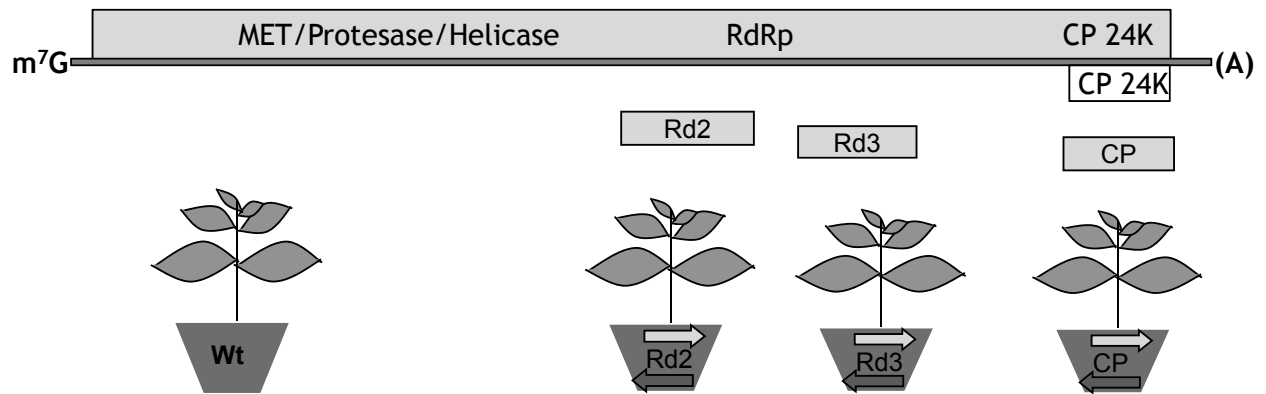 MET/Protesase/Helicase RdRp CP 24K
m⁷G (A)
CP 24K
Rd2
Rd3
CP
Wt Rd2 Rd3 CP